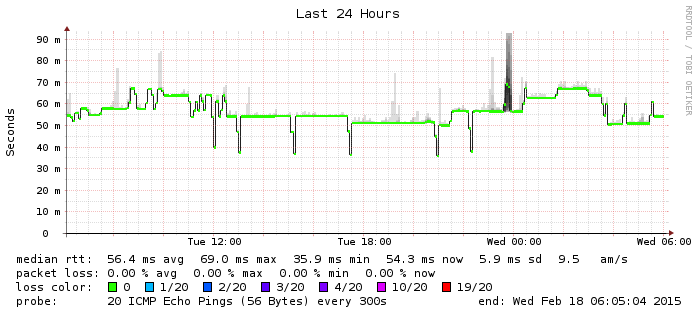 Last 24 Hours
RRDTOOL / TOBI OETIKER
Seconds
90 m
80 m
70 m
60 m
50 m
40 m
30 m
20 m
10 m
0
Tue 12:00 Tue 18:00 Wed 00:00 Wed 06:00
median rtt: 56.4 ms avg 69.0 ms max 35.9 ms min 54.3 ms now 5.9 ms sd 9.5 am/s
packet loss: 0.00 % avg 0.00 % max 0.00 % min 0.00 % now
loss color: 0 1/20 2/20 3/20 4/20 10/20 19/20
probe: 20 ICMP Echo Pings (56 Bytes) every 300s end: Wed Feb 18 06:05:04 2015